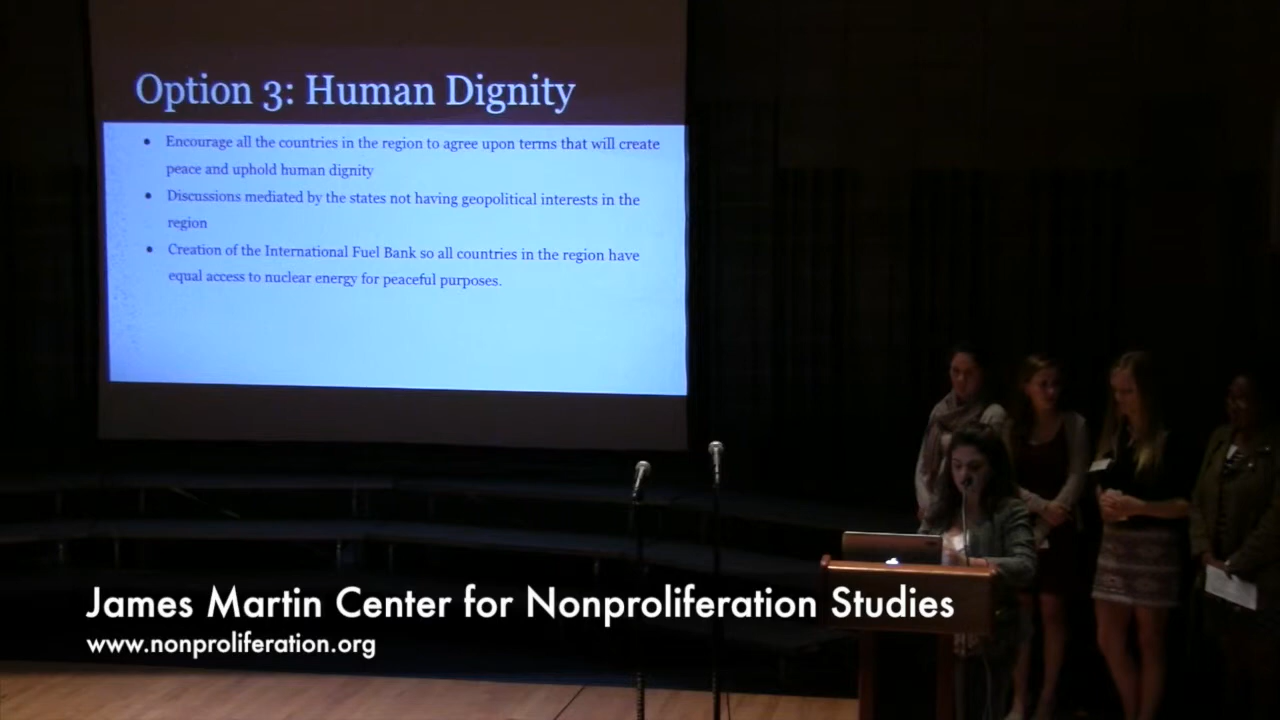 Option 3: Human Dignity
• Encourage all the countries in the region to agree upon terms that will create
peace and uphold human dignity
• Discussions mediated by the states not having geopolitical interests in the
region
• Creation of the International Fuel Bank so all countries in the region have
equal access to nuclear energy for peaceful purposes.
James Martin Center for Nonproliferation Studies
www.nonproliferation.org